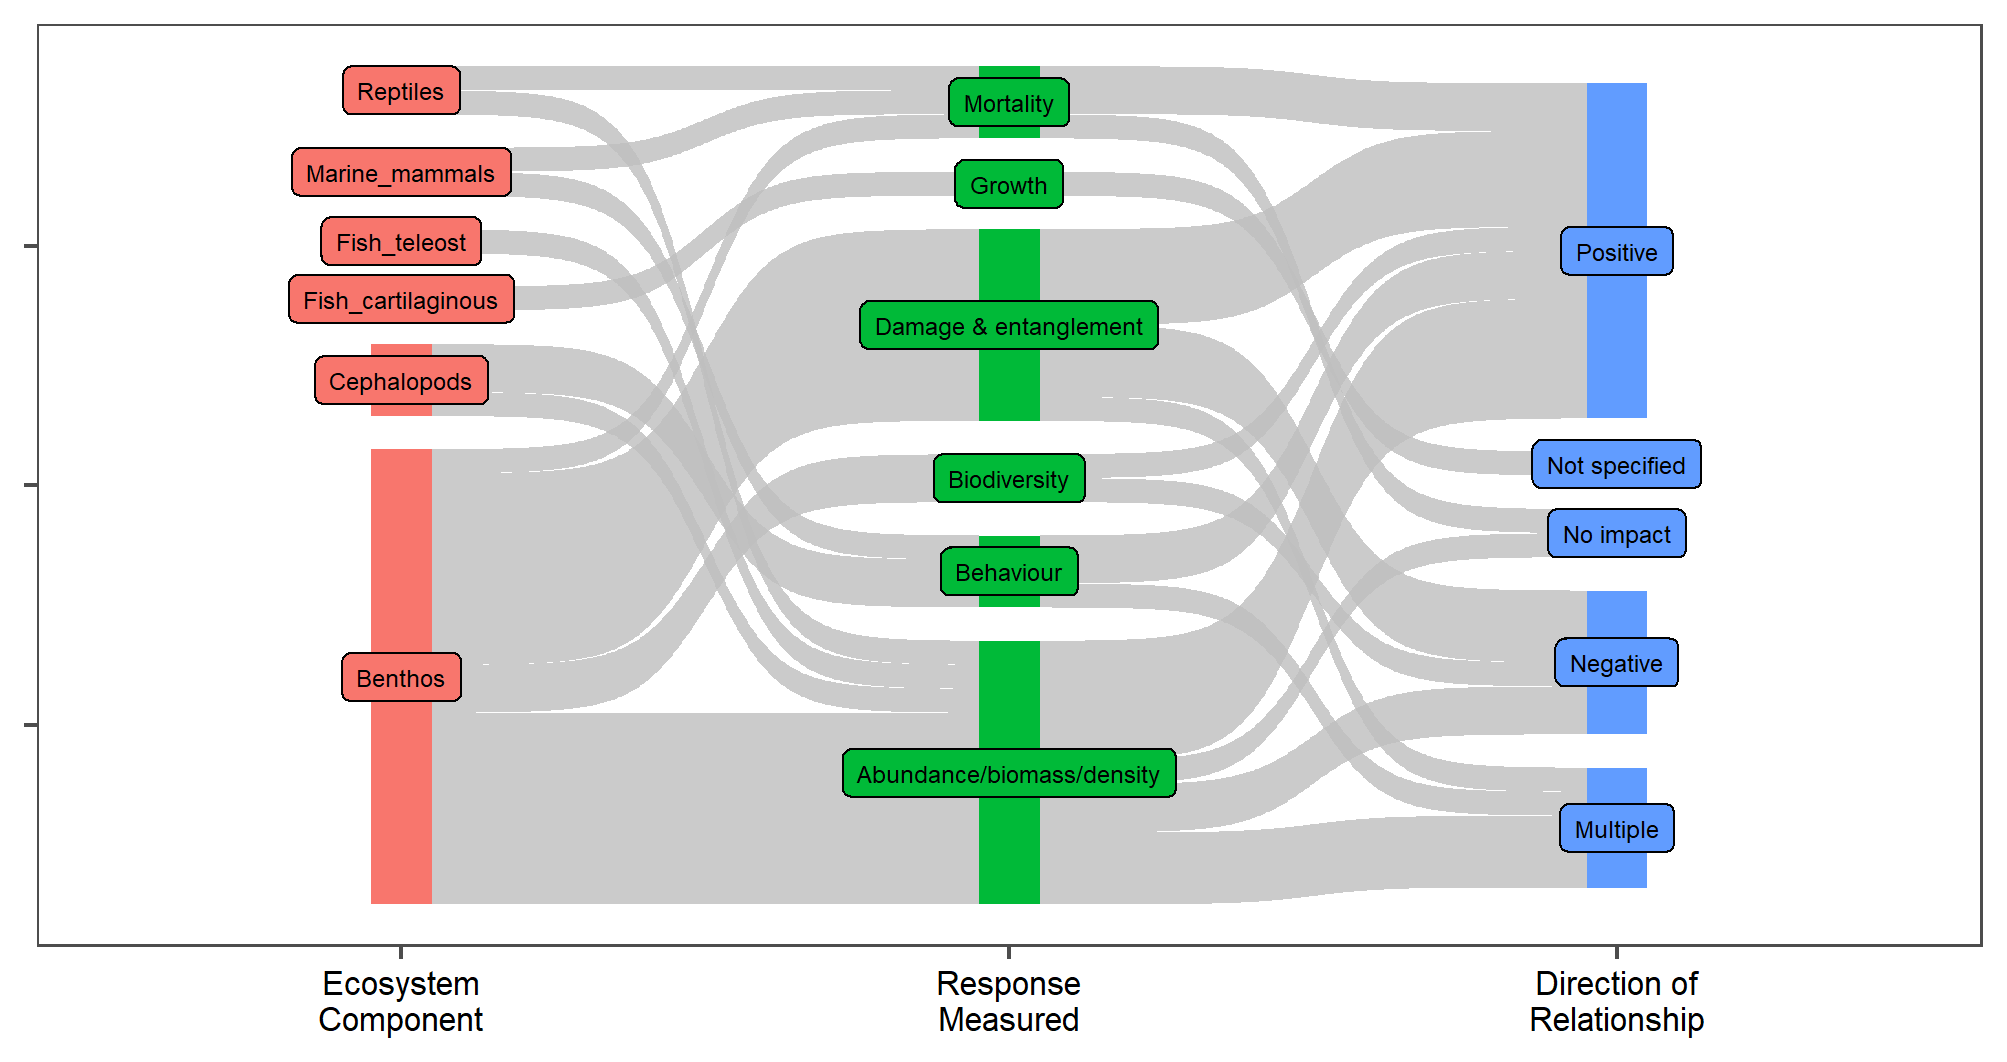 Reptiles
Marine_mammals
Fish_teleost
Fish_cartilaginous
Cephalopods
Benthos
Mortality
Growth
Damage & entanglement
Biodiversity
Behaviour
Abundance/biomass/density
Positive
Not specified
No impact
Negative
Multiple
Ecosystem
Component
Response
Measured
Direction of
Relationship